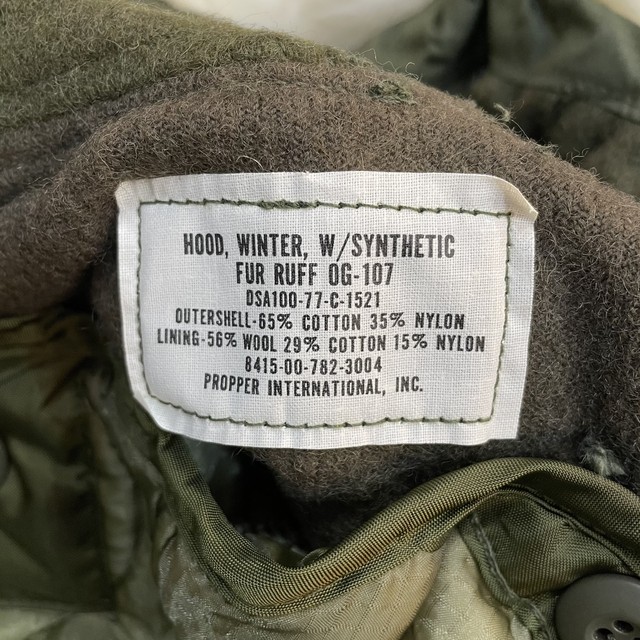 HOOD, WINTER, W/SYNTHETIC
FUR RUFF OG-107
DSA100-77-C-1521
OUTERSHELL-65% COTTON 35% NYLON
LINING-56% WOOL 29% COTTON 15% NYLON
8415-00-782-3004
PROPPER INTERNATIONAL, INC.